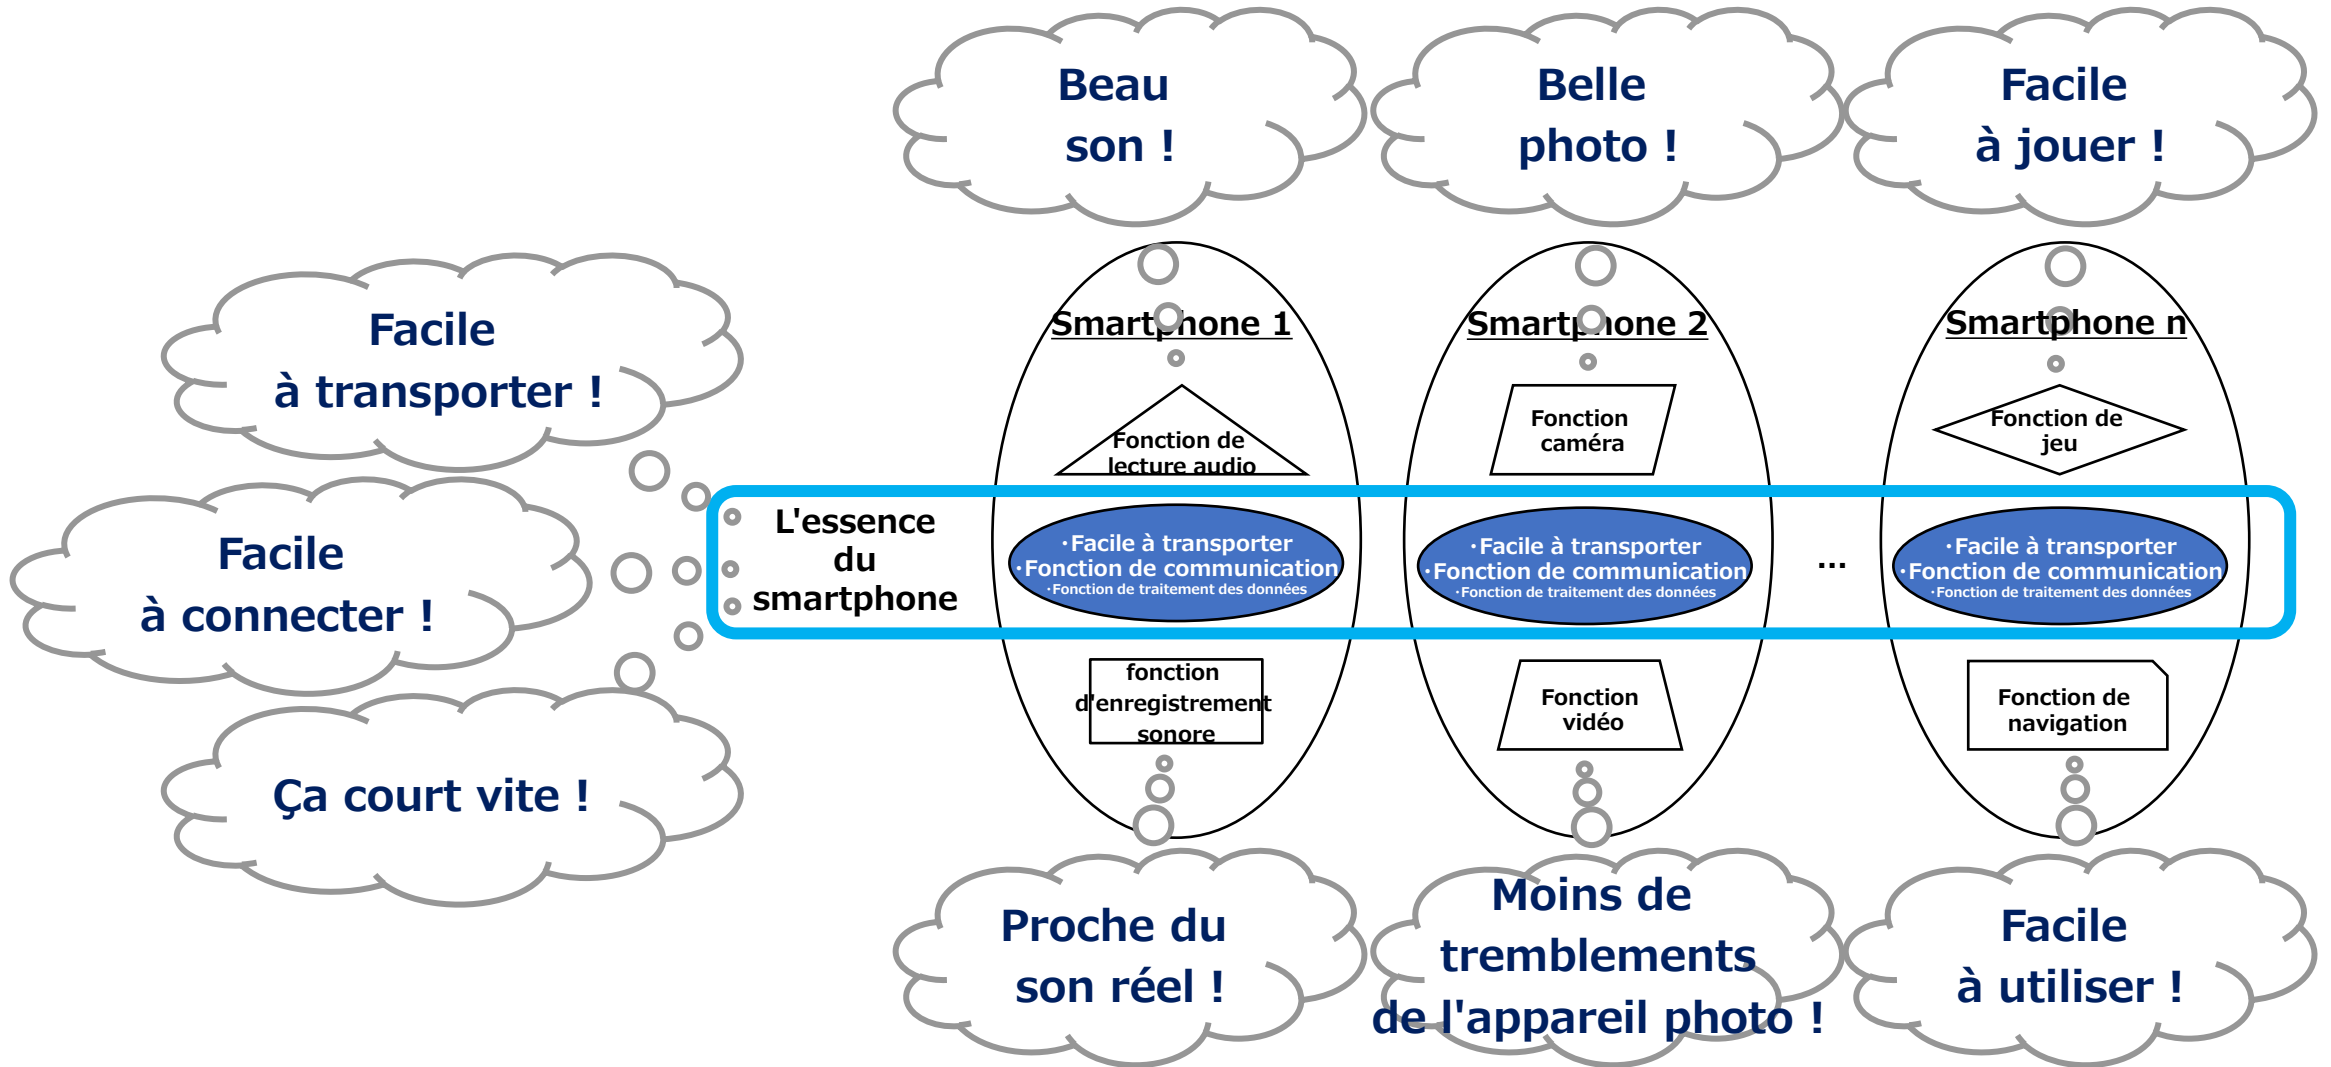 Beau
son !
Belle
photo !
Facile
à jouer !
Facile
à transporter !
Facile
à connecter !
Ça court vite !
Smartphone 1
Fonction de
lecture audio
Smartphone 2
Fonction
caméra
Smartphone n
Fonction de
jeu
L'essence
du
smartphone
・Facile à transporter
・Fonction de communication
・Fonction de traitement des données
・Facile à transporter
・Fonction de communication
・Fonction de traitement des données
...
・Facile à transporter
・Fonction de communication
・Fonction de traitement des données
fonction
d'enregistrement
sonore
Fonction
vidéo
Fonction de
navigation
Proche du
son réel !
Moins de
tremblements
de l'appareil photo !
Facile
à utiliser !